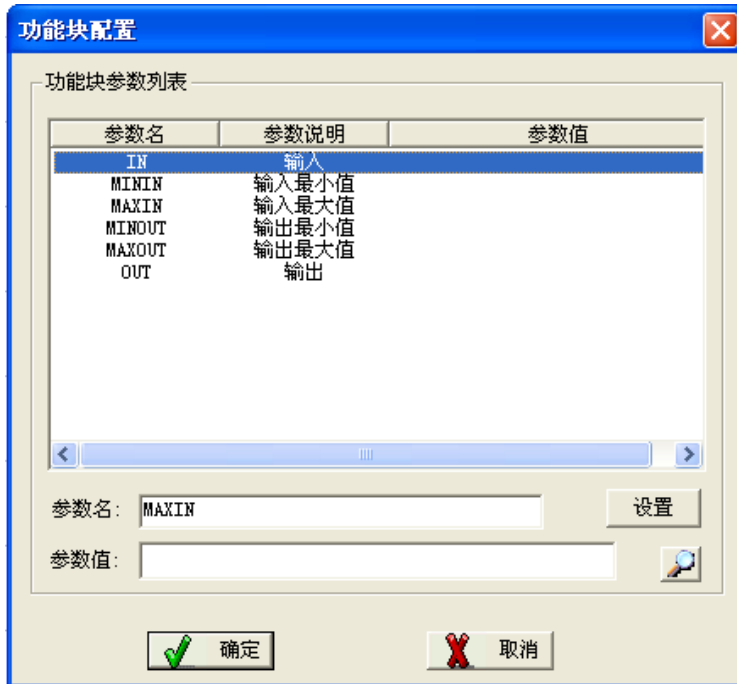 功能块配置
功能块参数列表
参数名 参数说明 参数值
IN 输入
MININ 输入最小值
MAXIN 输入最大值
MINOUT 输出最小值
MAXOUT 输出最大值
OUT 输出
参数名: MAXIN 设置
参数值:
确定 取消